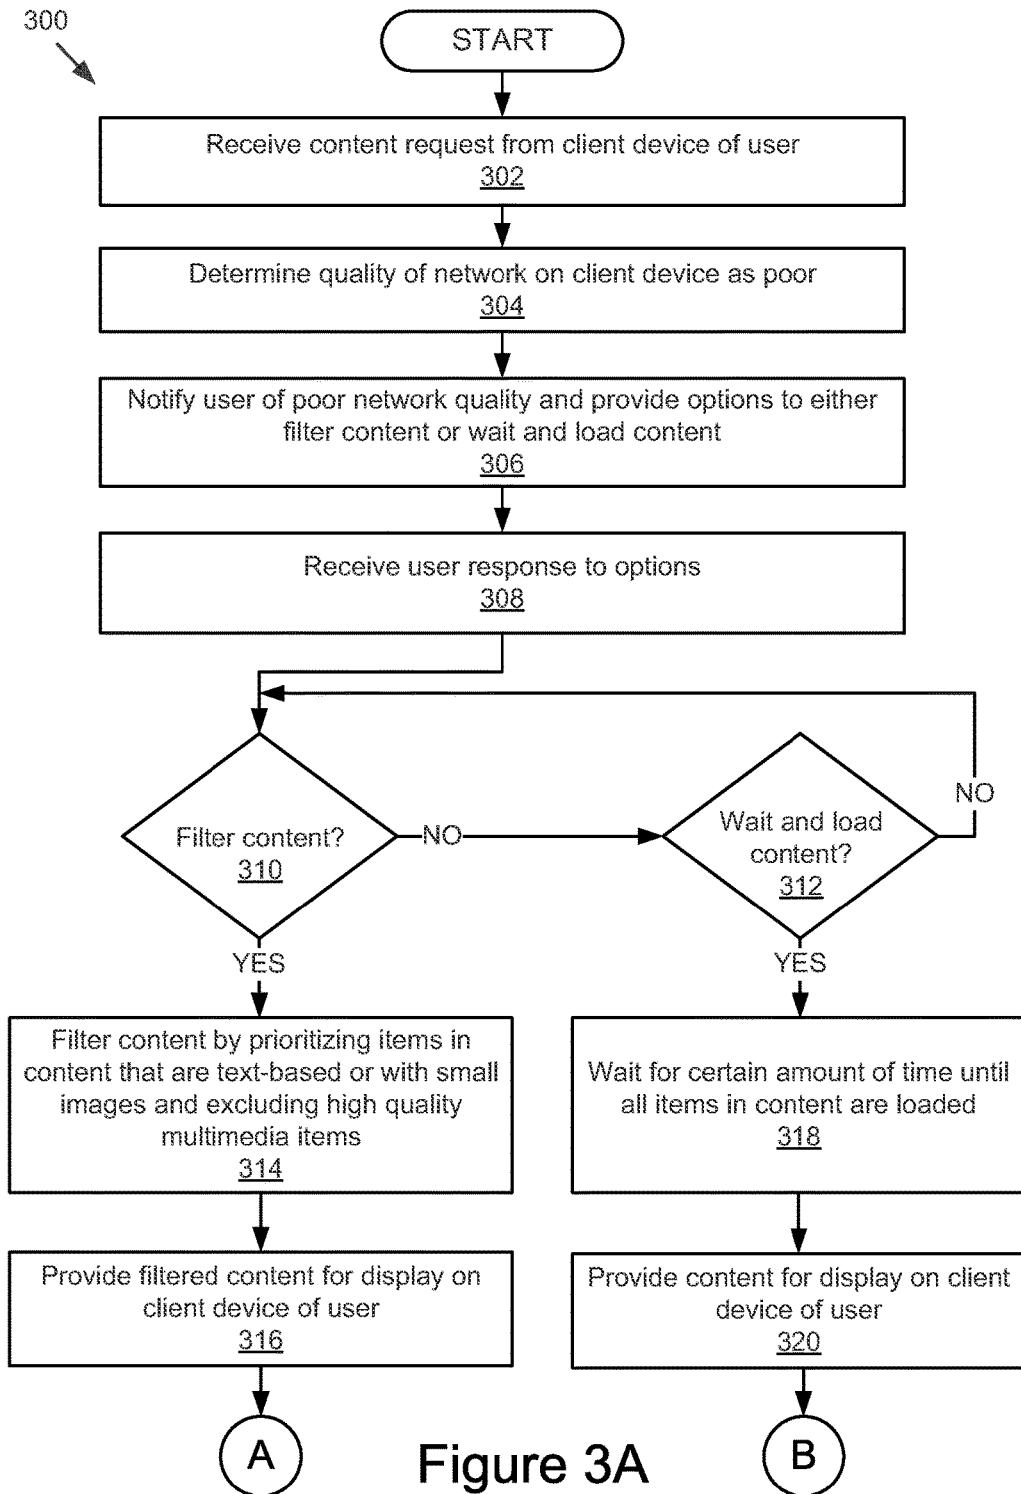 300
START
Receive content request from client device of user
302
Determine quality of network on client device as poor
304
Notify user of poor network quality and provide options to either
filter content or wait and load content
306
Receive user response to options
308
Filter content?
310
NO
Wait and load
content?
312
NO
YES
YES
Filter content by prioritizing items in
content that are text-based or with small
images and excluding high quality
multimedia items
314
Wait for certain amount of time until
all items in content are loaded
318
Provide filtered content for display on
client device of user
316
Provide content for display on client
device of user
320
A
Figure 3A
B